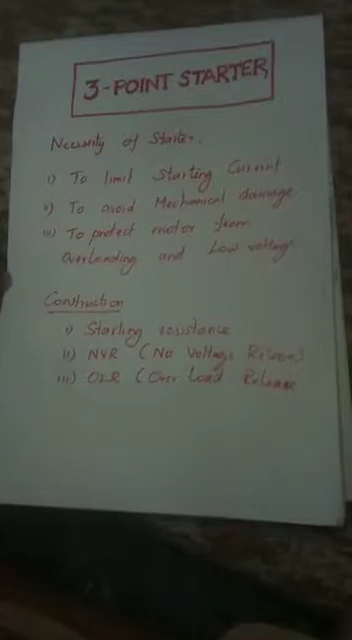 3-POINT STARTER
Necessity of Starter.
i) To limit Starting Current
ii) To avoid Mechanical damage
iii) To protect motor from
overloading and Low voltage
Construction
i) Starting resistance
ii) NVR (No Voltage Release)
iii) OLR (Over Load Release